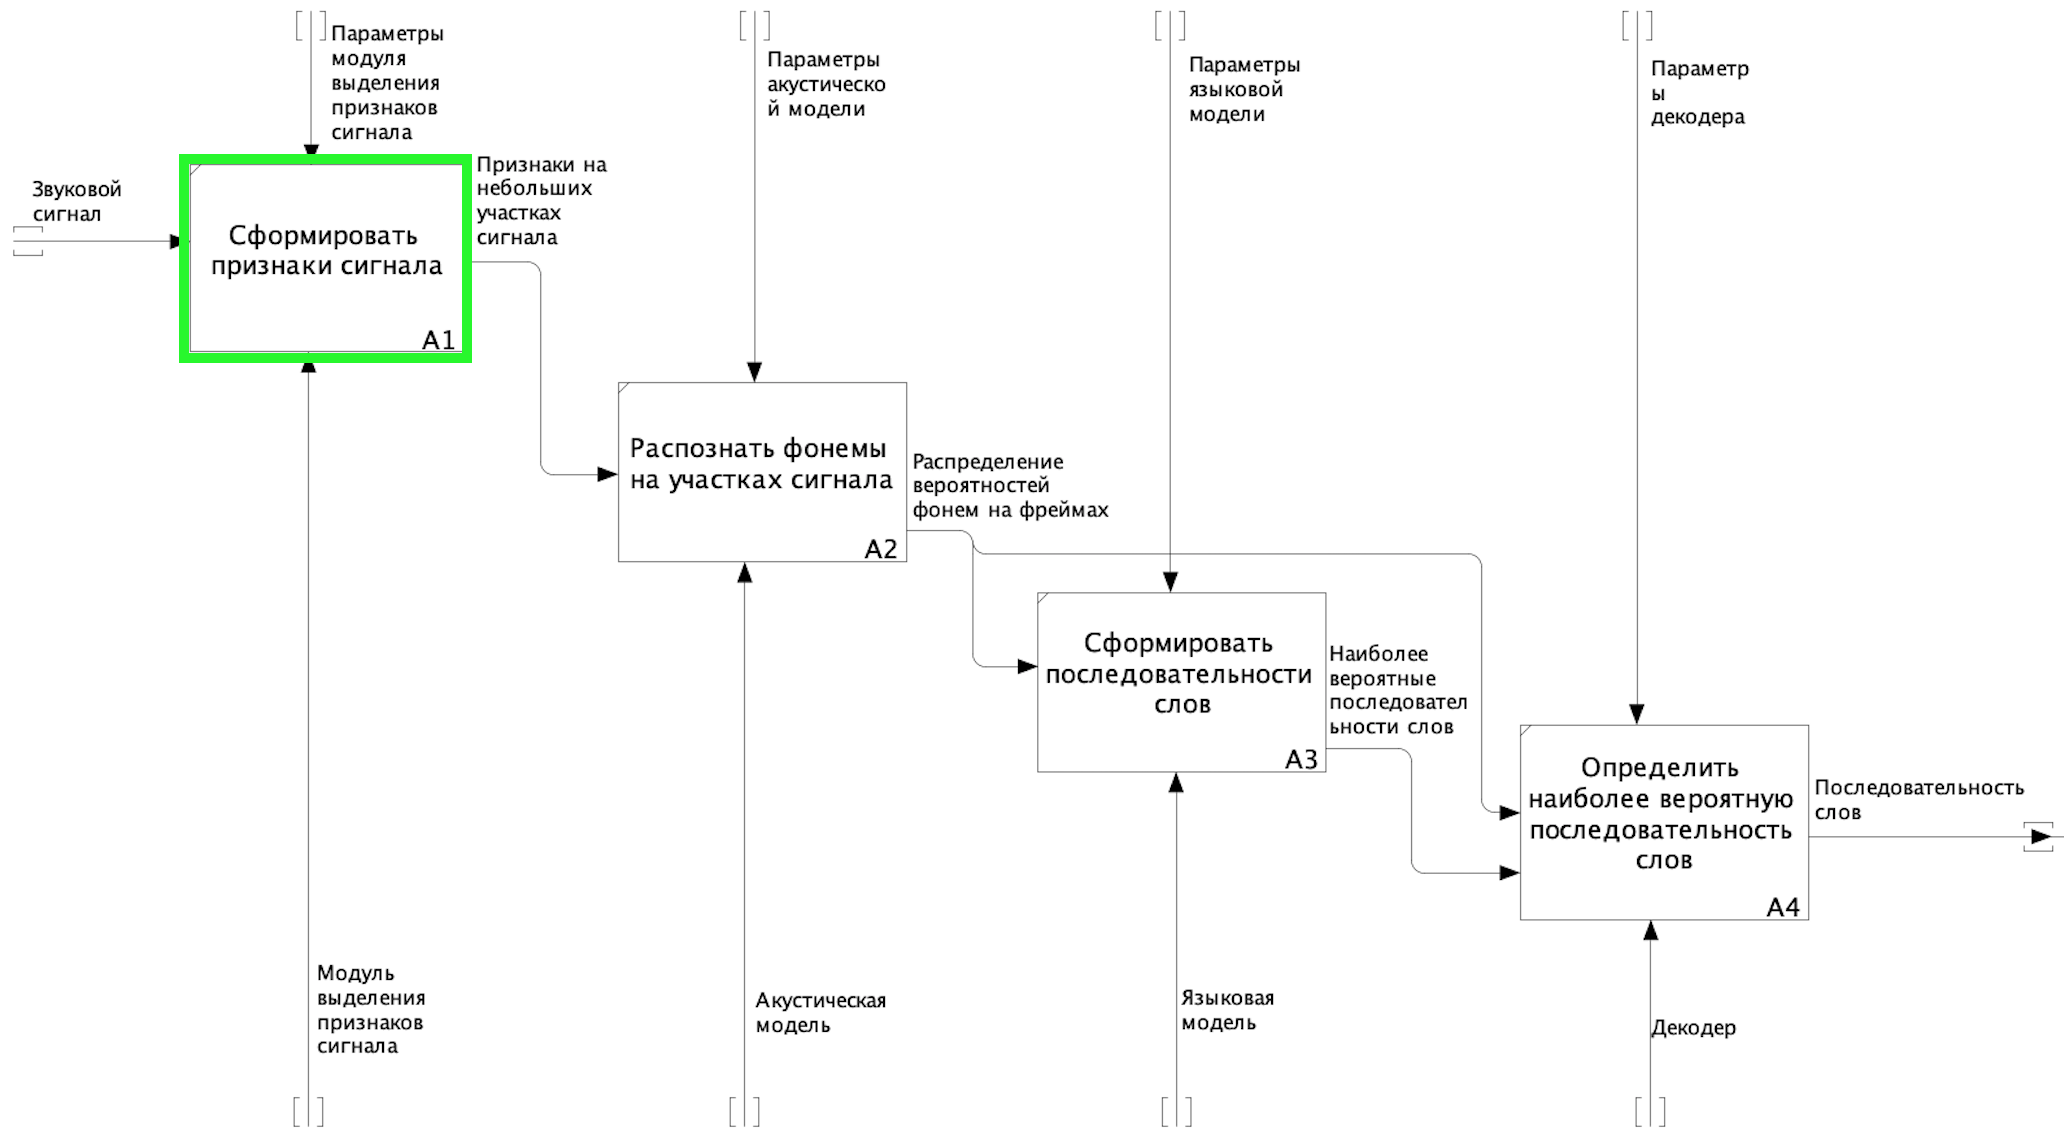 Параметры
модуля
выделения
признаков
сигнала
Параметры
акустическо
й модели
Параметры
языковой
модели
Параметр
ы
декодера
Звуковой
сигнал
Сформировать
признаки сигнала
A1
Признаки на
небольших
участках
сигнала
Распознать фонемы
на участках сигнала
A2
Распределение
вероятностей
фонем на фреймах
Сформировать
последовательности
слов
A3
Наиболее
вероятные
последовател
ьности слов
Определить
наиболее вероятную
последовательность
слов
A4
Последовательность
слов
Модуль
выделения
признаков
сигнала
Акустическая
модель
Языковая
модель
Декодер